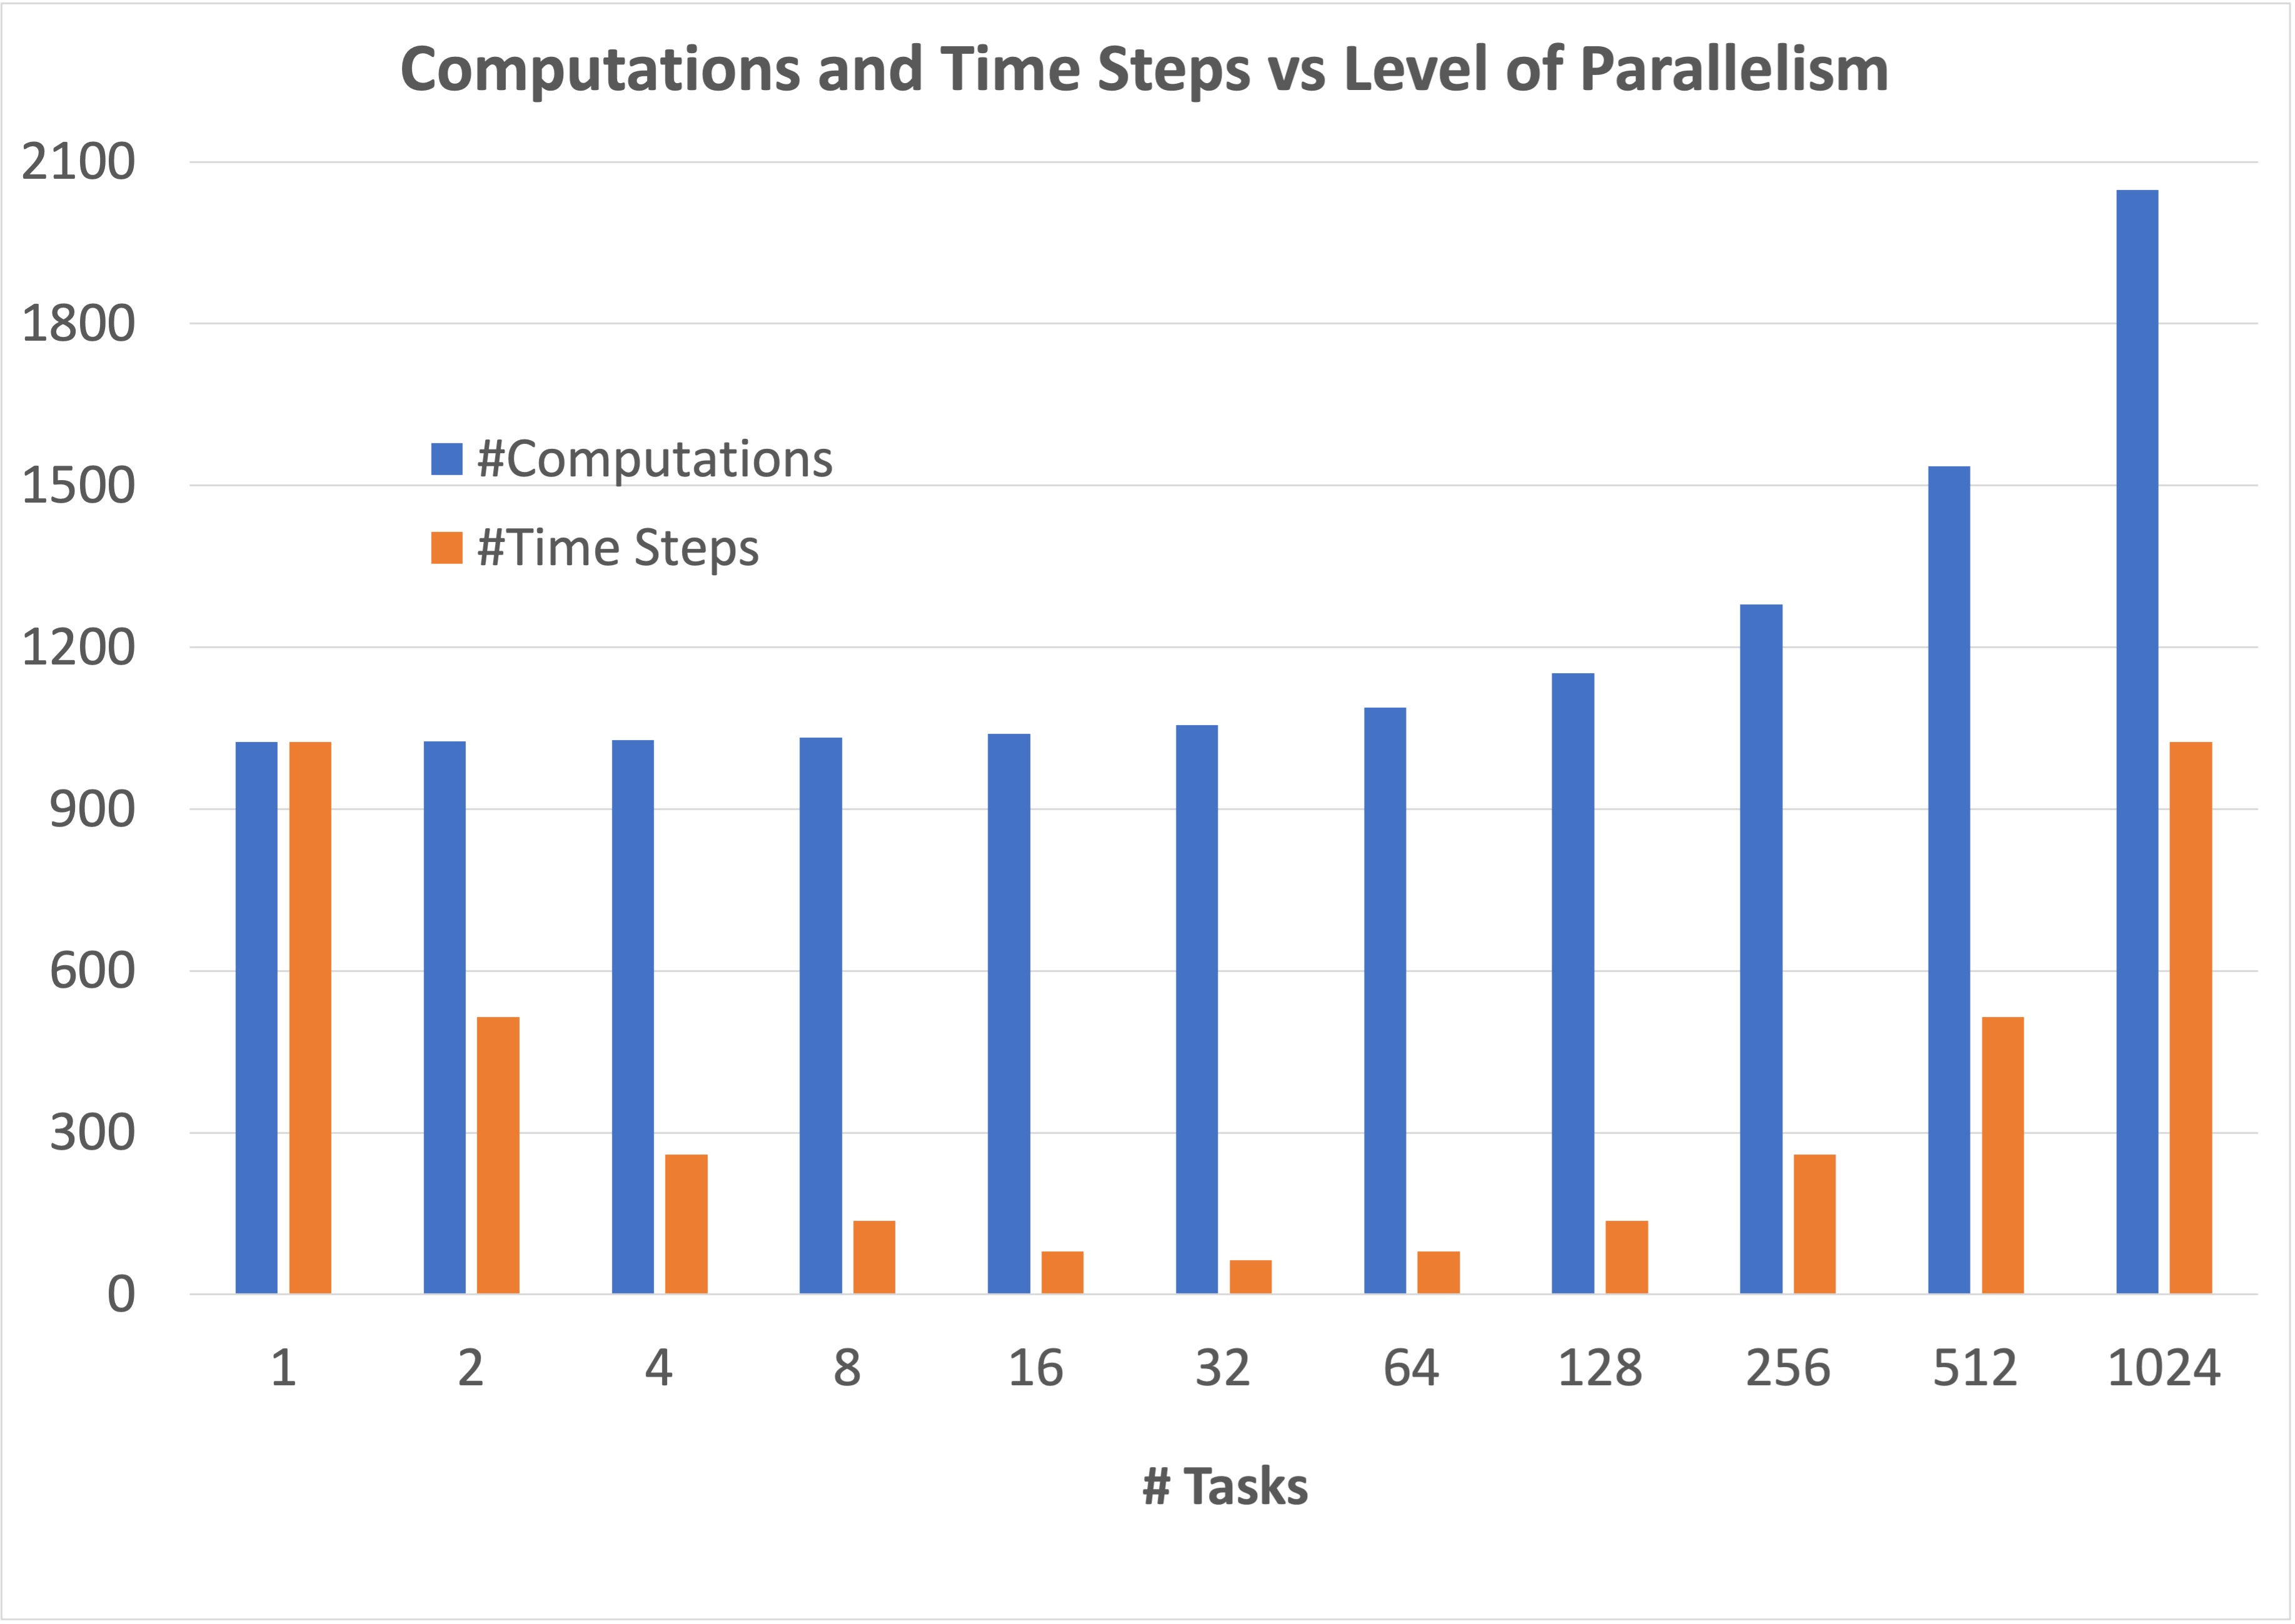 Computations and Time Steps vs Level of Parallelism
2100
1800
#Computations
1500
#Time Steps
1200
900
600
300
0
1 2 4 8 16 32 64 128 256 512 1024
# Tasks